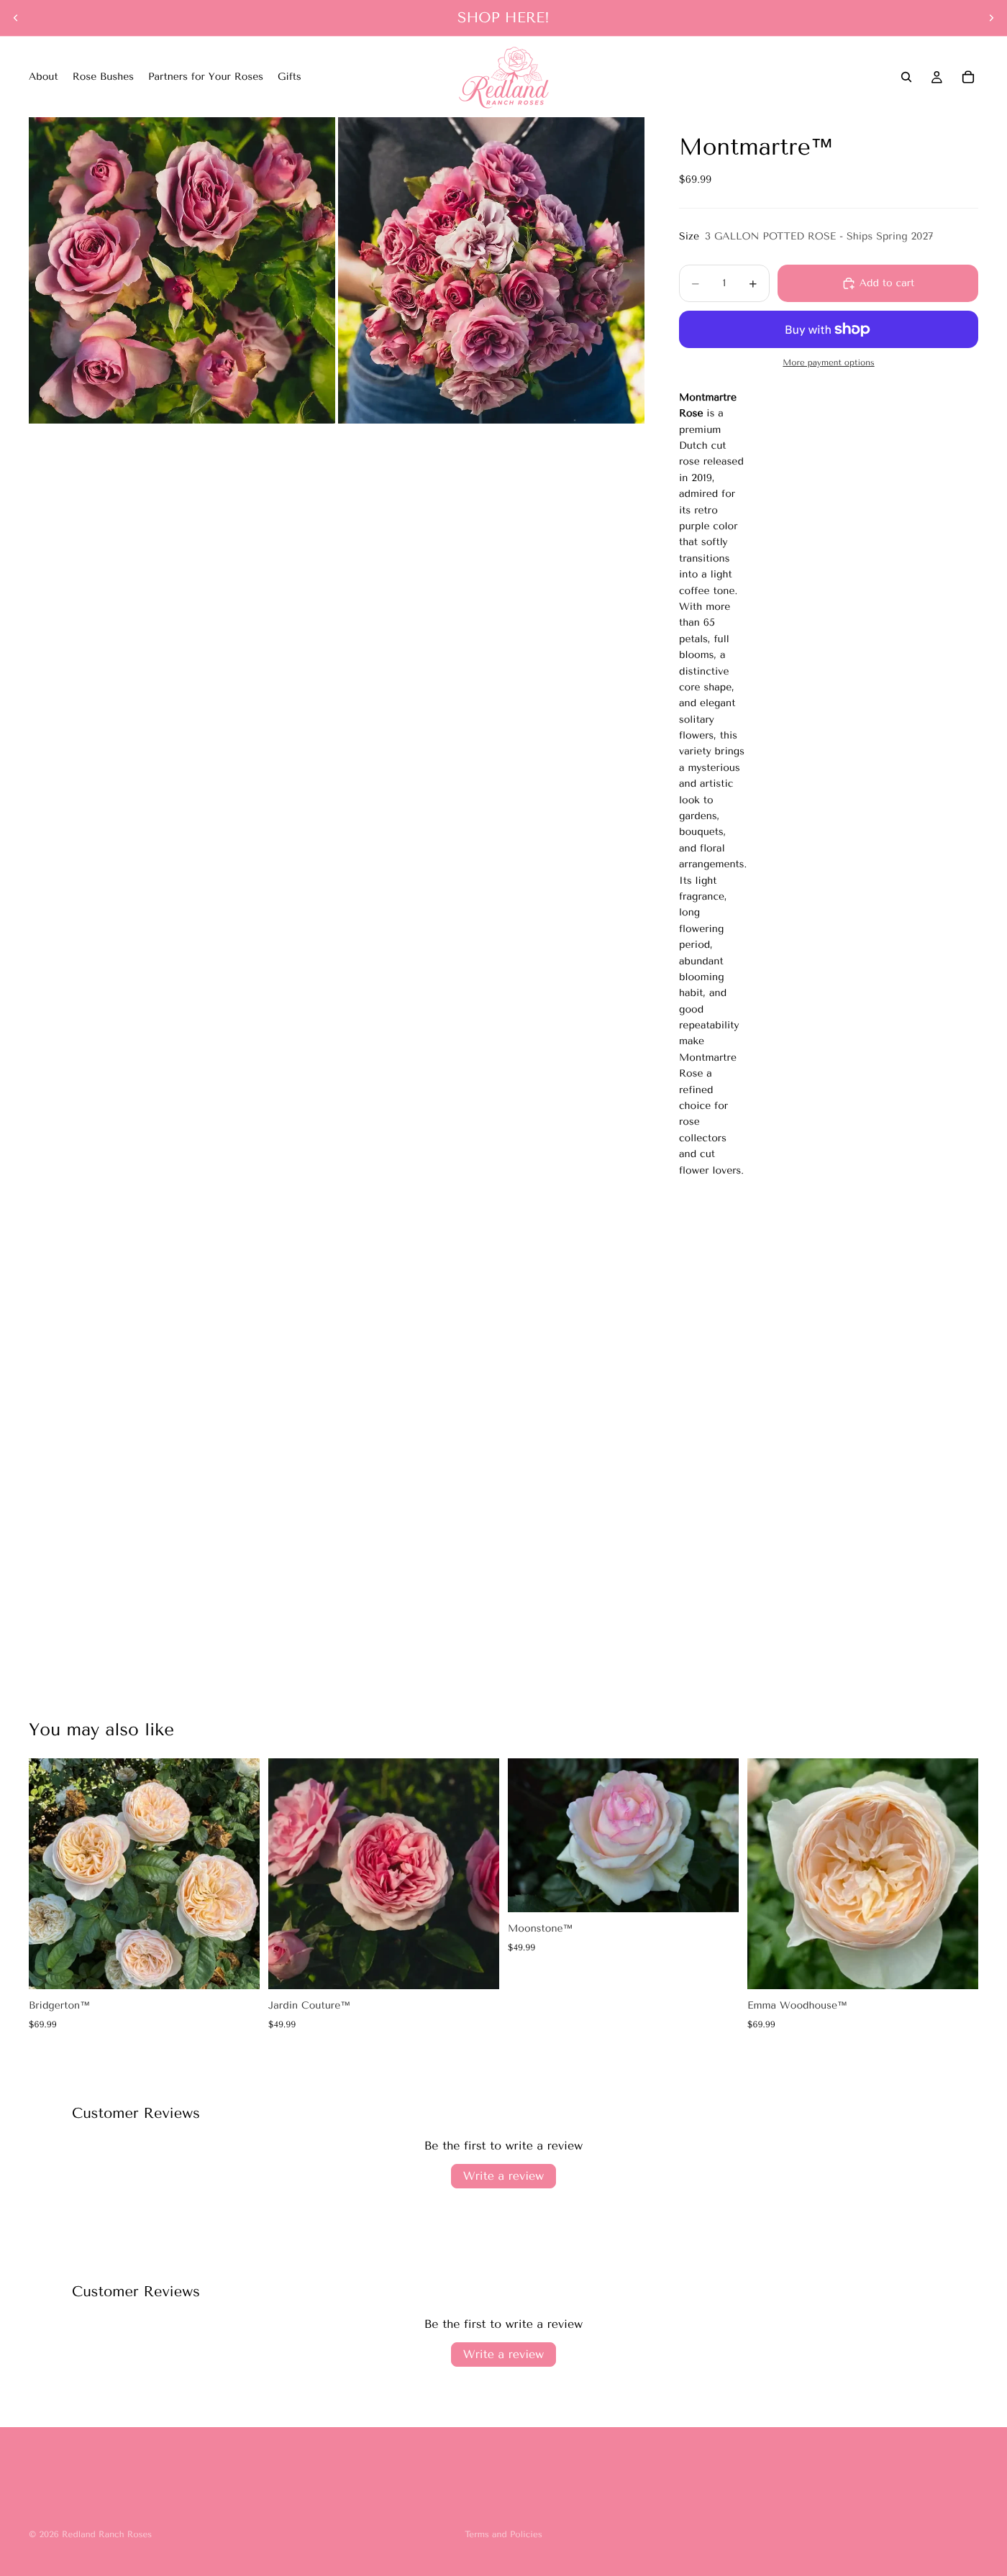 SHOP HERE!
About
Rose Bushes
Partners for Your Roses
Gifts
Redland
RANCH ROSES
Montmartre™
$69.99
Size 3 GALLON POTTED ROSE - Ships Spring 2027
1
Add to cart
Buy with shop
More payment options
Montmartre
Rose is a
premium
Dutch cut
rose released
in 2019,
admired for
its retro
purple color
that softly
transitions
into a light
coffee tone.
With more
than 65
petals, full
blooms, a
distinctive
core shape,
and elegant
solitary
flowers, this
variety brings
a mysterious
and artistic
look to
gardens,
bouquets,
and floral
arrangements.
Its light
fragrance,
long
flowering
period,
abundant
blooming
habit, and
good
repeatability
make
Montmartre
Rose a
refined
choice for
rose
collectors
and cut
flower lovers.
You may also like
Bridgerton™
$69.99
Jardin Couture™
$49.99
Moonstone™
$49.99
Emma Woodhouse™
$69.99
Customer Reviews
Be the first to write a review
Write a review
Customer Reviews
Be the first to write a review
Write a review
© 2026 Redland Ranch Roses
Terms and Policies